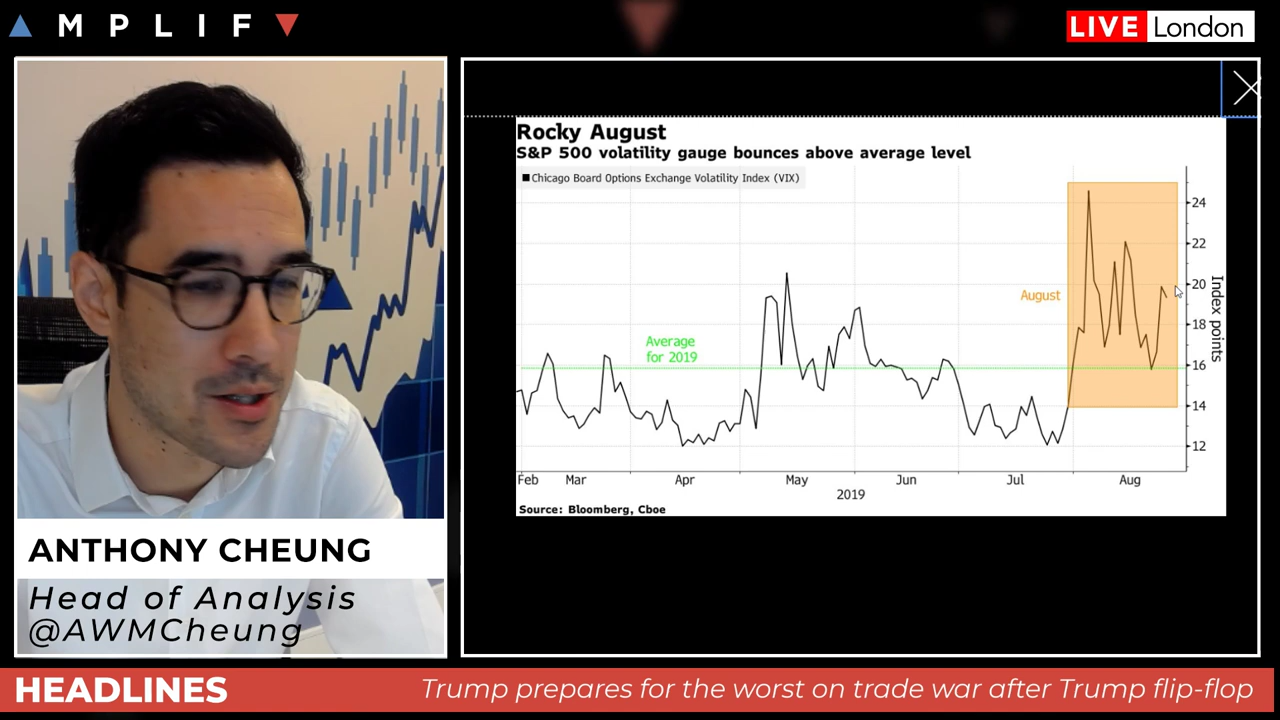 MPLIF
LIVE London
Rocky August
S&P 500 volatility gauge bounces above average level
Chicago Board Options Exchange Volatility Index (VIX)
24
22
August
20
Average
for 2019
18
16
14
12
Index points
Feb Mar Apr May Jun Jul Aug
2019
Source: Bloomberg, Cboe
ANTHONY CHEUNG
Head of Analysis
@AWMCheung
HEADLINES Trump prepares for the worst on trade war after Trump flip-flop